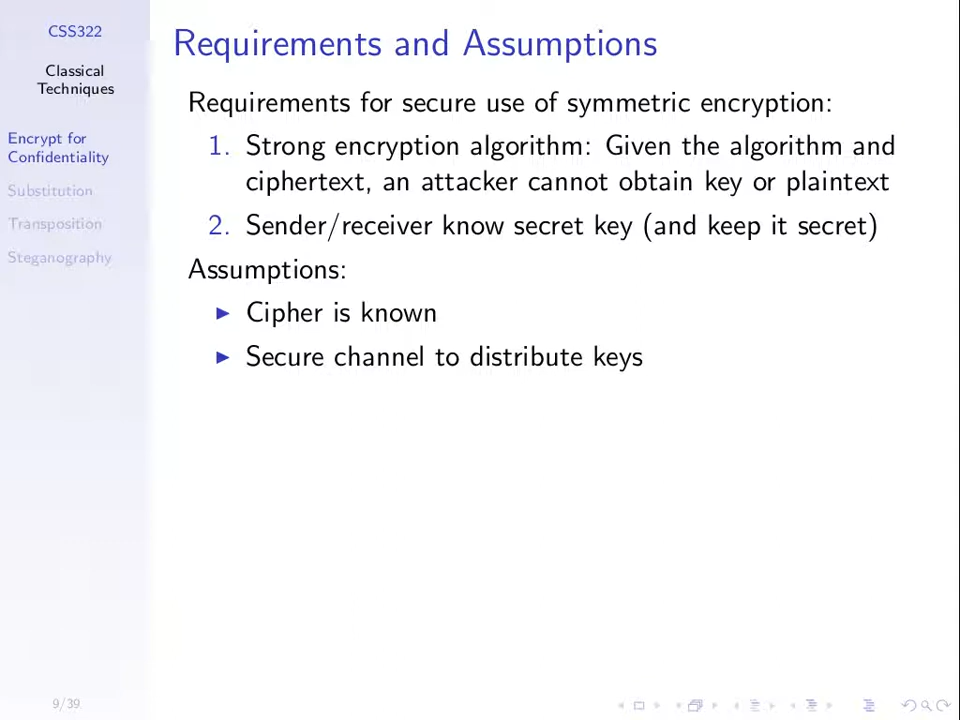 CSS322
Classical
Techniques
Encrypt for
Confidentiality
Substitution
Transposition
Steganography
9/39
Requirements and Assumptions
Requirements for secure use of symmetric encryption:
1. Strong encryption algorithm: Given the algorithm and
ciphertext, an attacker cannot obtain key or plaintext
2. Sender/receiver know secret key (and keep it secret)
Assumptions:
▶ Cipher is known
▶ Secure channel to distribute keys